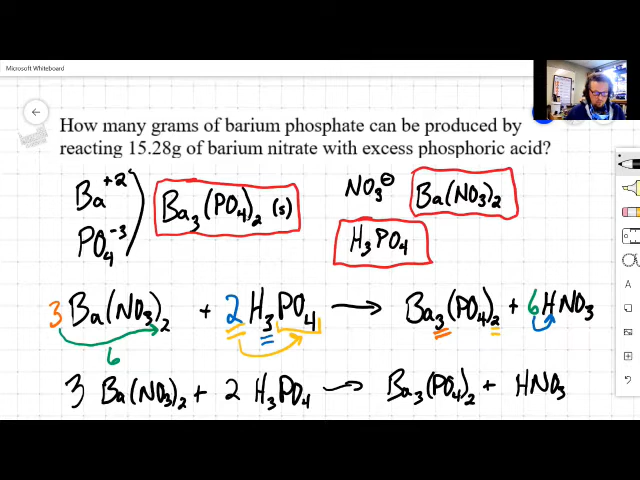 Microsoft Whiteboard
How many grams of barium phosphate can be produced by
reacting 15.28g of barium nitrate with excess phosphoric acid?
Ba⁺² Ba₃(PO₄)₂ (s) NO₃⊖ Ba(NO₃)₂
PO₄⁻³ H₃PO₄
3 Ba(NO₃)₂ + 2 H₃PO₄ → Ba₃(PO₄)₂ + 6 HNO₃
6
3 Ba(NO₃)₂ + 2 H₃PO₄ → Ba₃(PO₄)₂ + HNO₃
A